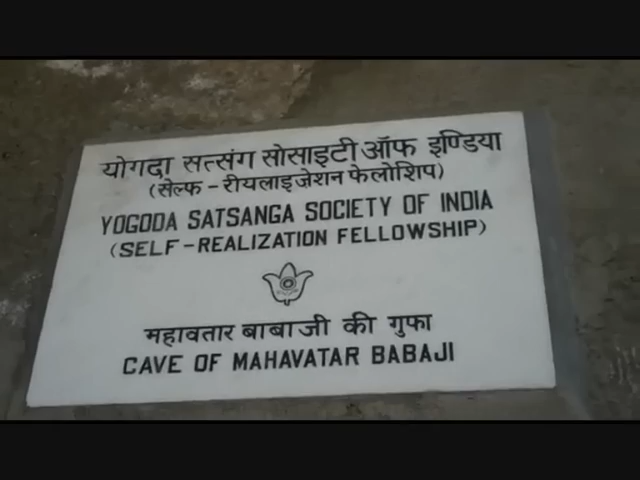 योगदा सत्संग सोसाइटी ऑफ इण्डिया
(सेल्फ - रीयलाइजेशन फेलोशिप)
YOGODA SATSANGA SOCIETY OF INDIA
(SELF-REALIZATION FELLOWSHIP)
महावतार बाबाजी की गुफा
CAVE OF MAHAVATAR BABAJI